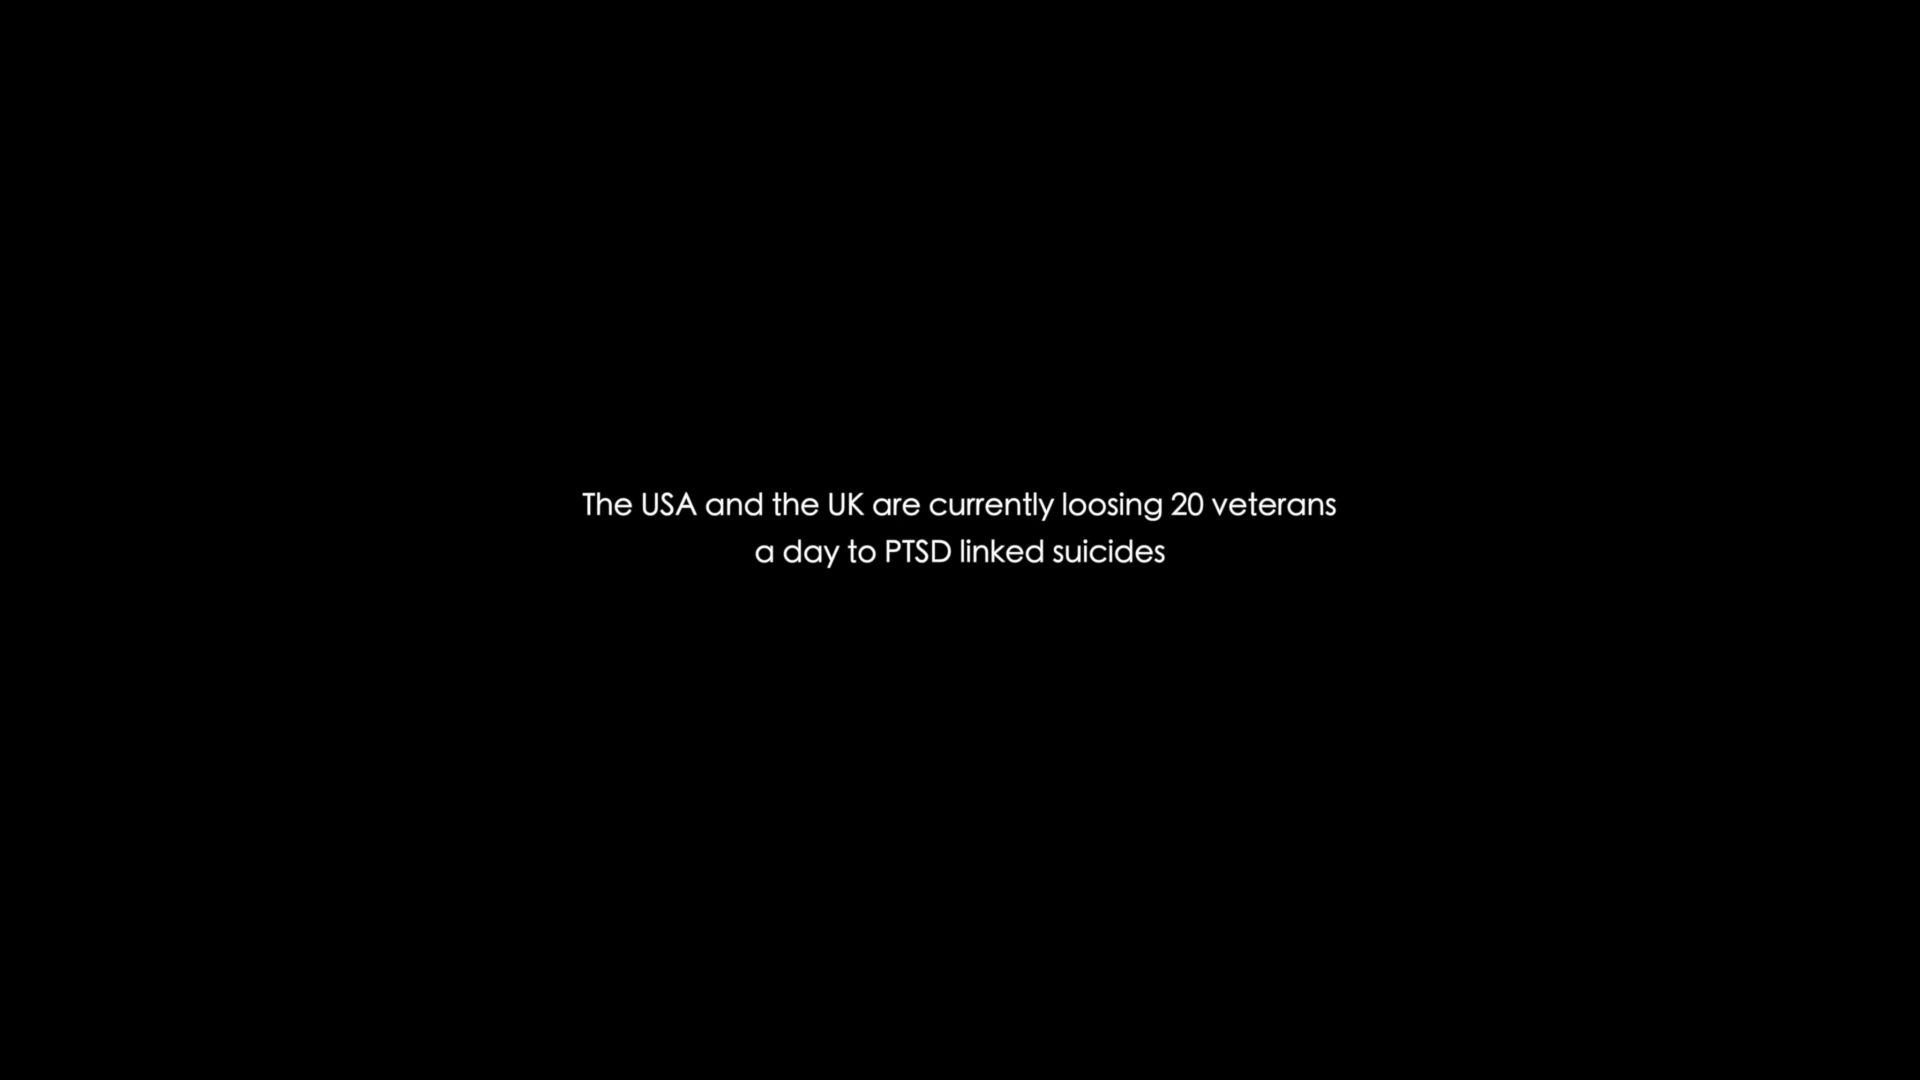 The USA and the UK are currently loosing 20 veterans
a day to PTSD linked suicides